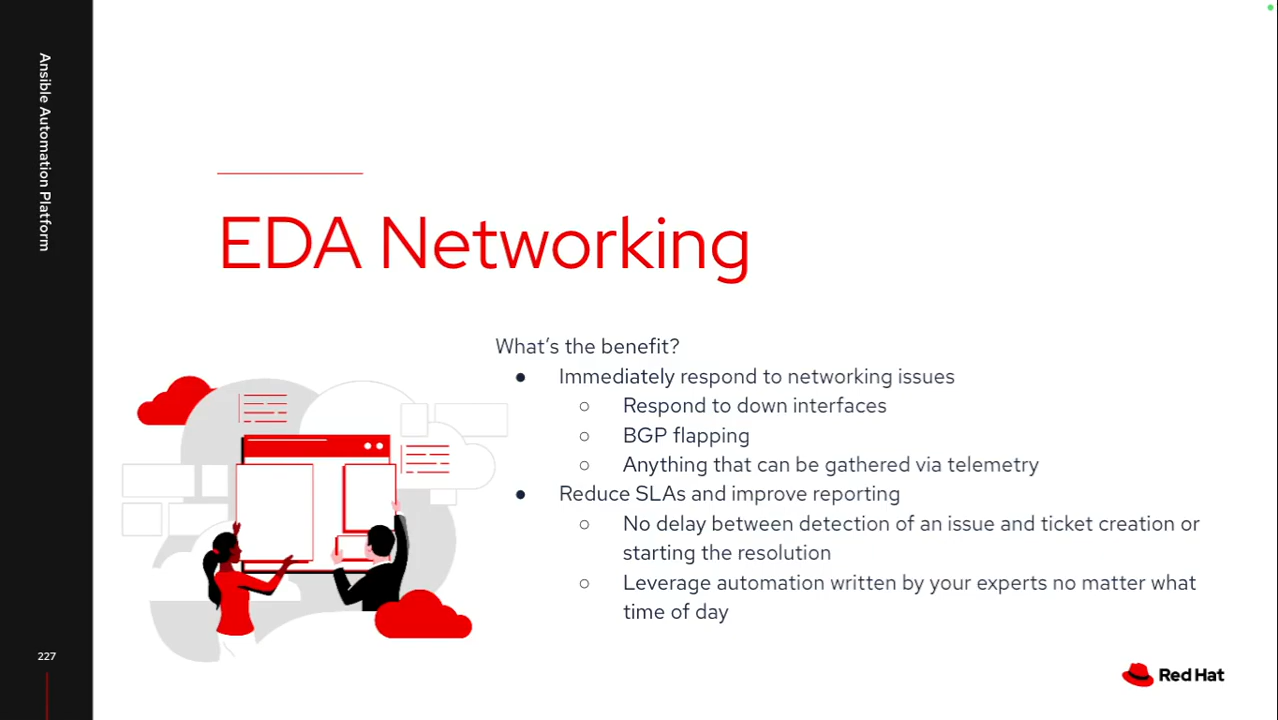 Ansible Automation Platform
EDA Networking
What's the benefit?
● Immediately respond to networking issues
○ Respond to down interfaces
○ BGP flapping
○ Anything that can be gathered via telemetry
● Reduce SLAs and improve reporting
○ No delay between detection of an issue and ticket creation or
starting the resolution
○ Leverage automation written by your experts no matter what
time of day
227
Red Hat